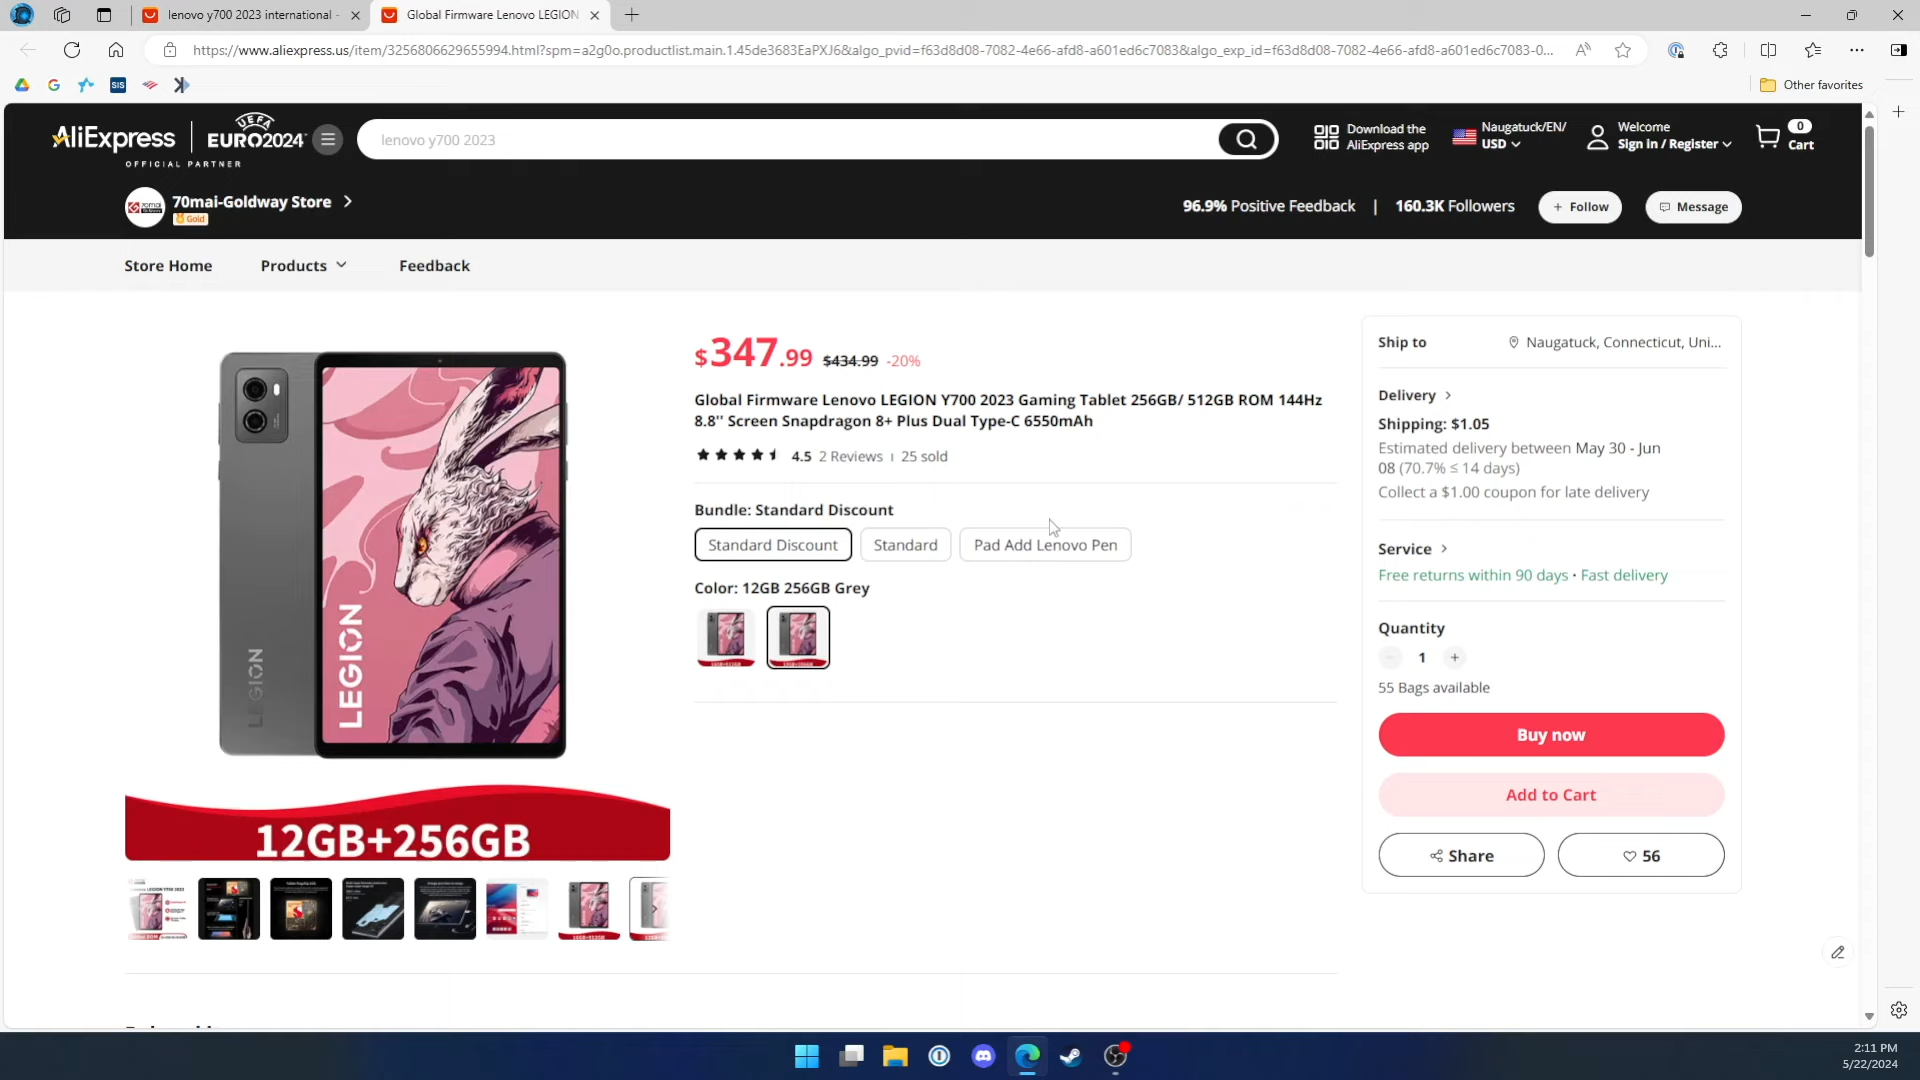 lenovo y700 2023 international -
Global Firmware Lenovo LEGION
https://www.aliexpress.us/item/3256806629655994.html?spm=a2g0o.productlist.main.1.45de3683EaPXJ6&algo_pvid=f63d8d08-7082-4e66-afd8-a601ed6c7083&algo_exp_id=f63d8d08-7082-4e66-afd8-a601ed6c7083-0...
SIS
Other favorites
AliExpress
UEFA
EURO2024
OFFICIAL PARTNER
lenovo y700 2023
Download the
AliExpress app
Naugatuck/EN/
USD
Welcome
Sign in / Register
0
Cart
70mai-Goldway Store
Gold
96.9% Positive Feedback | 160.3K Followers
+ Follow
Message
Store Home
Products
Feedback
LEGION
LEGION
12GB+256GB
$347.99 $434.99 -20%
Global Firmware Lenovo LEGION Y700 2023 Gaming Tablet 256GB/ 512GB ROM 144Hz
8.8'' Screen Snapdragon 8+ Plus Dual Type-C 6550mAh
4.5 2 Reviews | 25 sold
Bundle: Standard Discount
Standard Discount
Standard
Pad Add Lenovo Pen
Color: 12GB 256GB Grey
Ship to
Naugatuck, Connecticut, Uni...
Delivery
Shipping: $1.05
Estimated delivery between May 30 - Jun
08 (70.7% ≤ 14 days)
Collect a $1.00 coupon for late delivery
Service
Free returns within 90 days • Fast delivery
Quantity
1
55 Bags available
Buy now
Add to Cart
Share
56
2:11 PM
5/22/2024